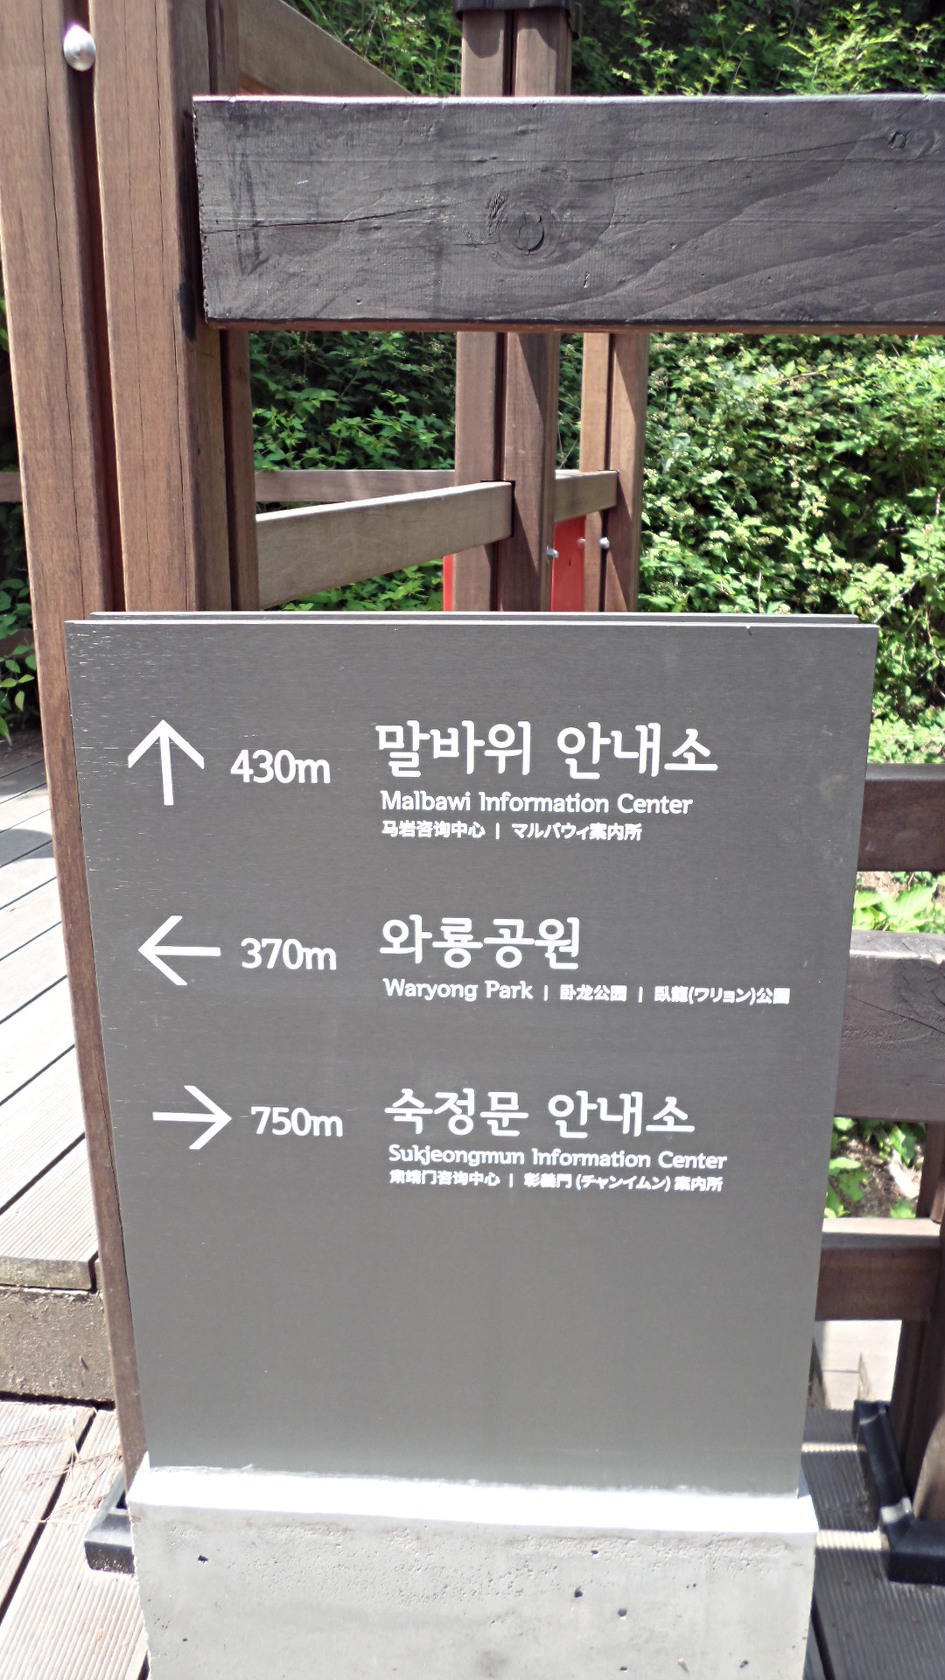 ↑ 430m 말바위 안내소
Malbawi Information Center
马岩咨询中心 | マルバウィ案内所
← 370m 와룡공원
Waryong Park | 卧龙公园 | 臥龍(ワリョン)公園
→ 750m 숙정문 안내소
Sukjeongmun Information Center
肃靖门咨询中心 | 彰義門 (チャンイムン) 案内所